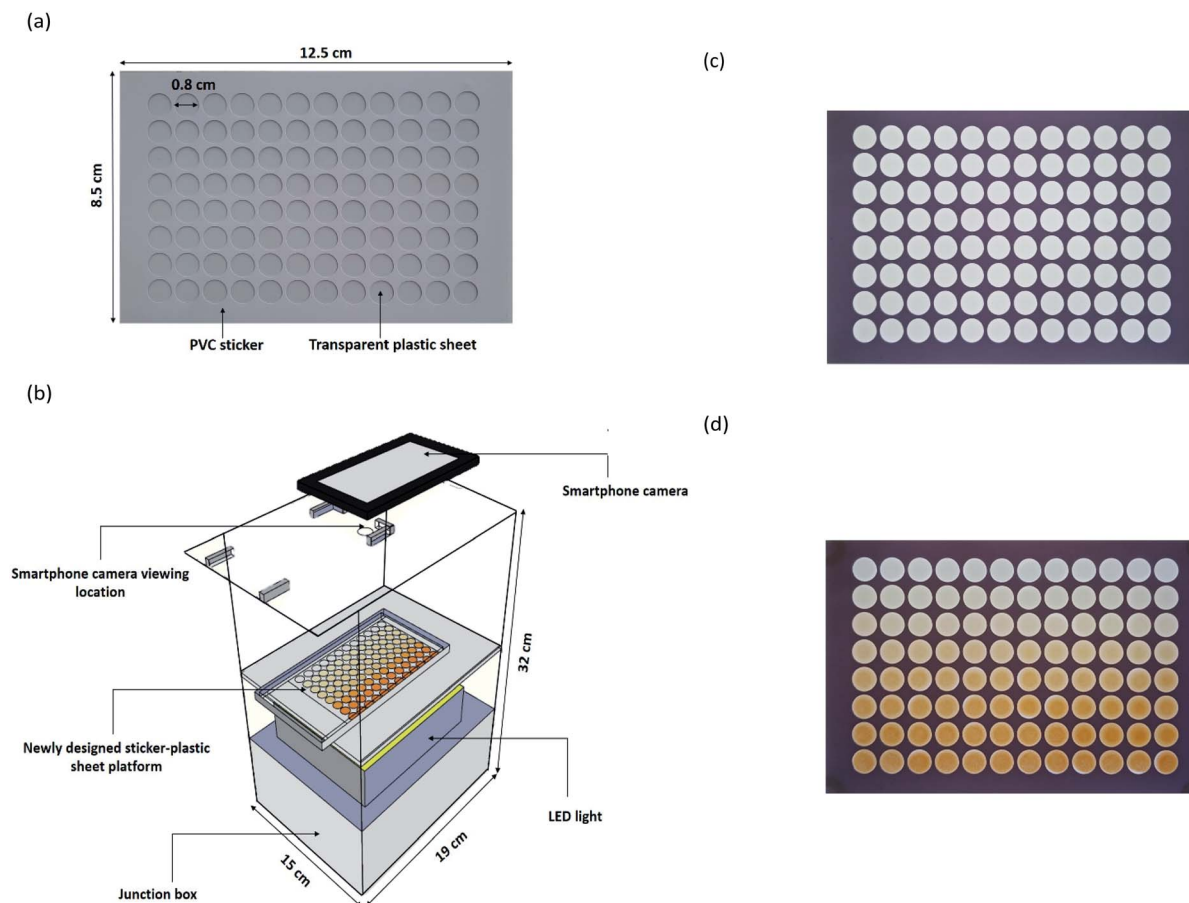 (a)
12.5 cm
0.8 cm
8.5 cm
PVC sticker
Transparent plastic sheet
(b)
Smartphone camera
Smartphone camera viewing
location
32 cm
Newly designed sticker-plastic
sheet platform
LED light
19 cm
15 cm
Junction box
(c)
(d)